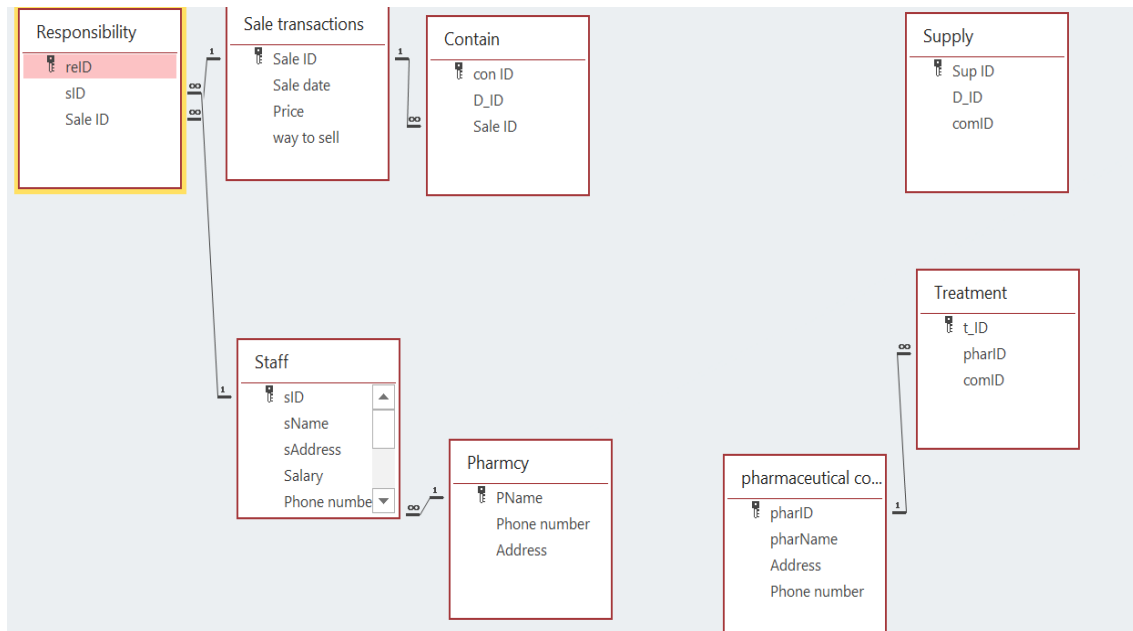 Responsibility
reID
sID
Sale ID
Sale transactions
Sale ID
Sale date
Price
way to sell
1
∞
∞
Contain
con ID
D_ID
Sale ID
1
∞
Supply
Sup ID
D_ID
comID
Treatment
t_ID
pharID
comID
∞
Staff
sID
sName
sAddress
Salary
Phone numbe
1
Pharmcy
PName
Phone number
Address
1
∞
pharmaceutical co...
pharID
pharName
Address
Phone number
1